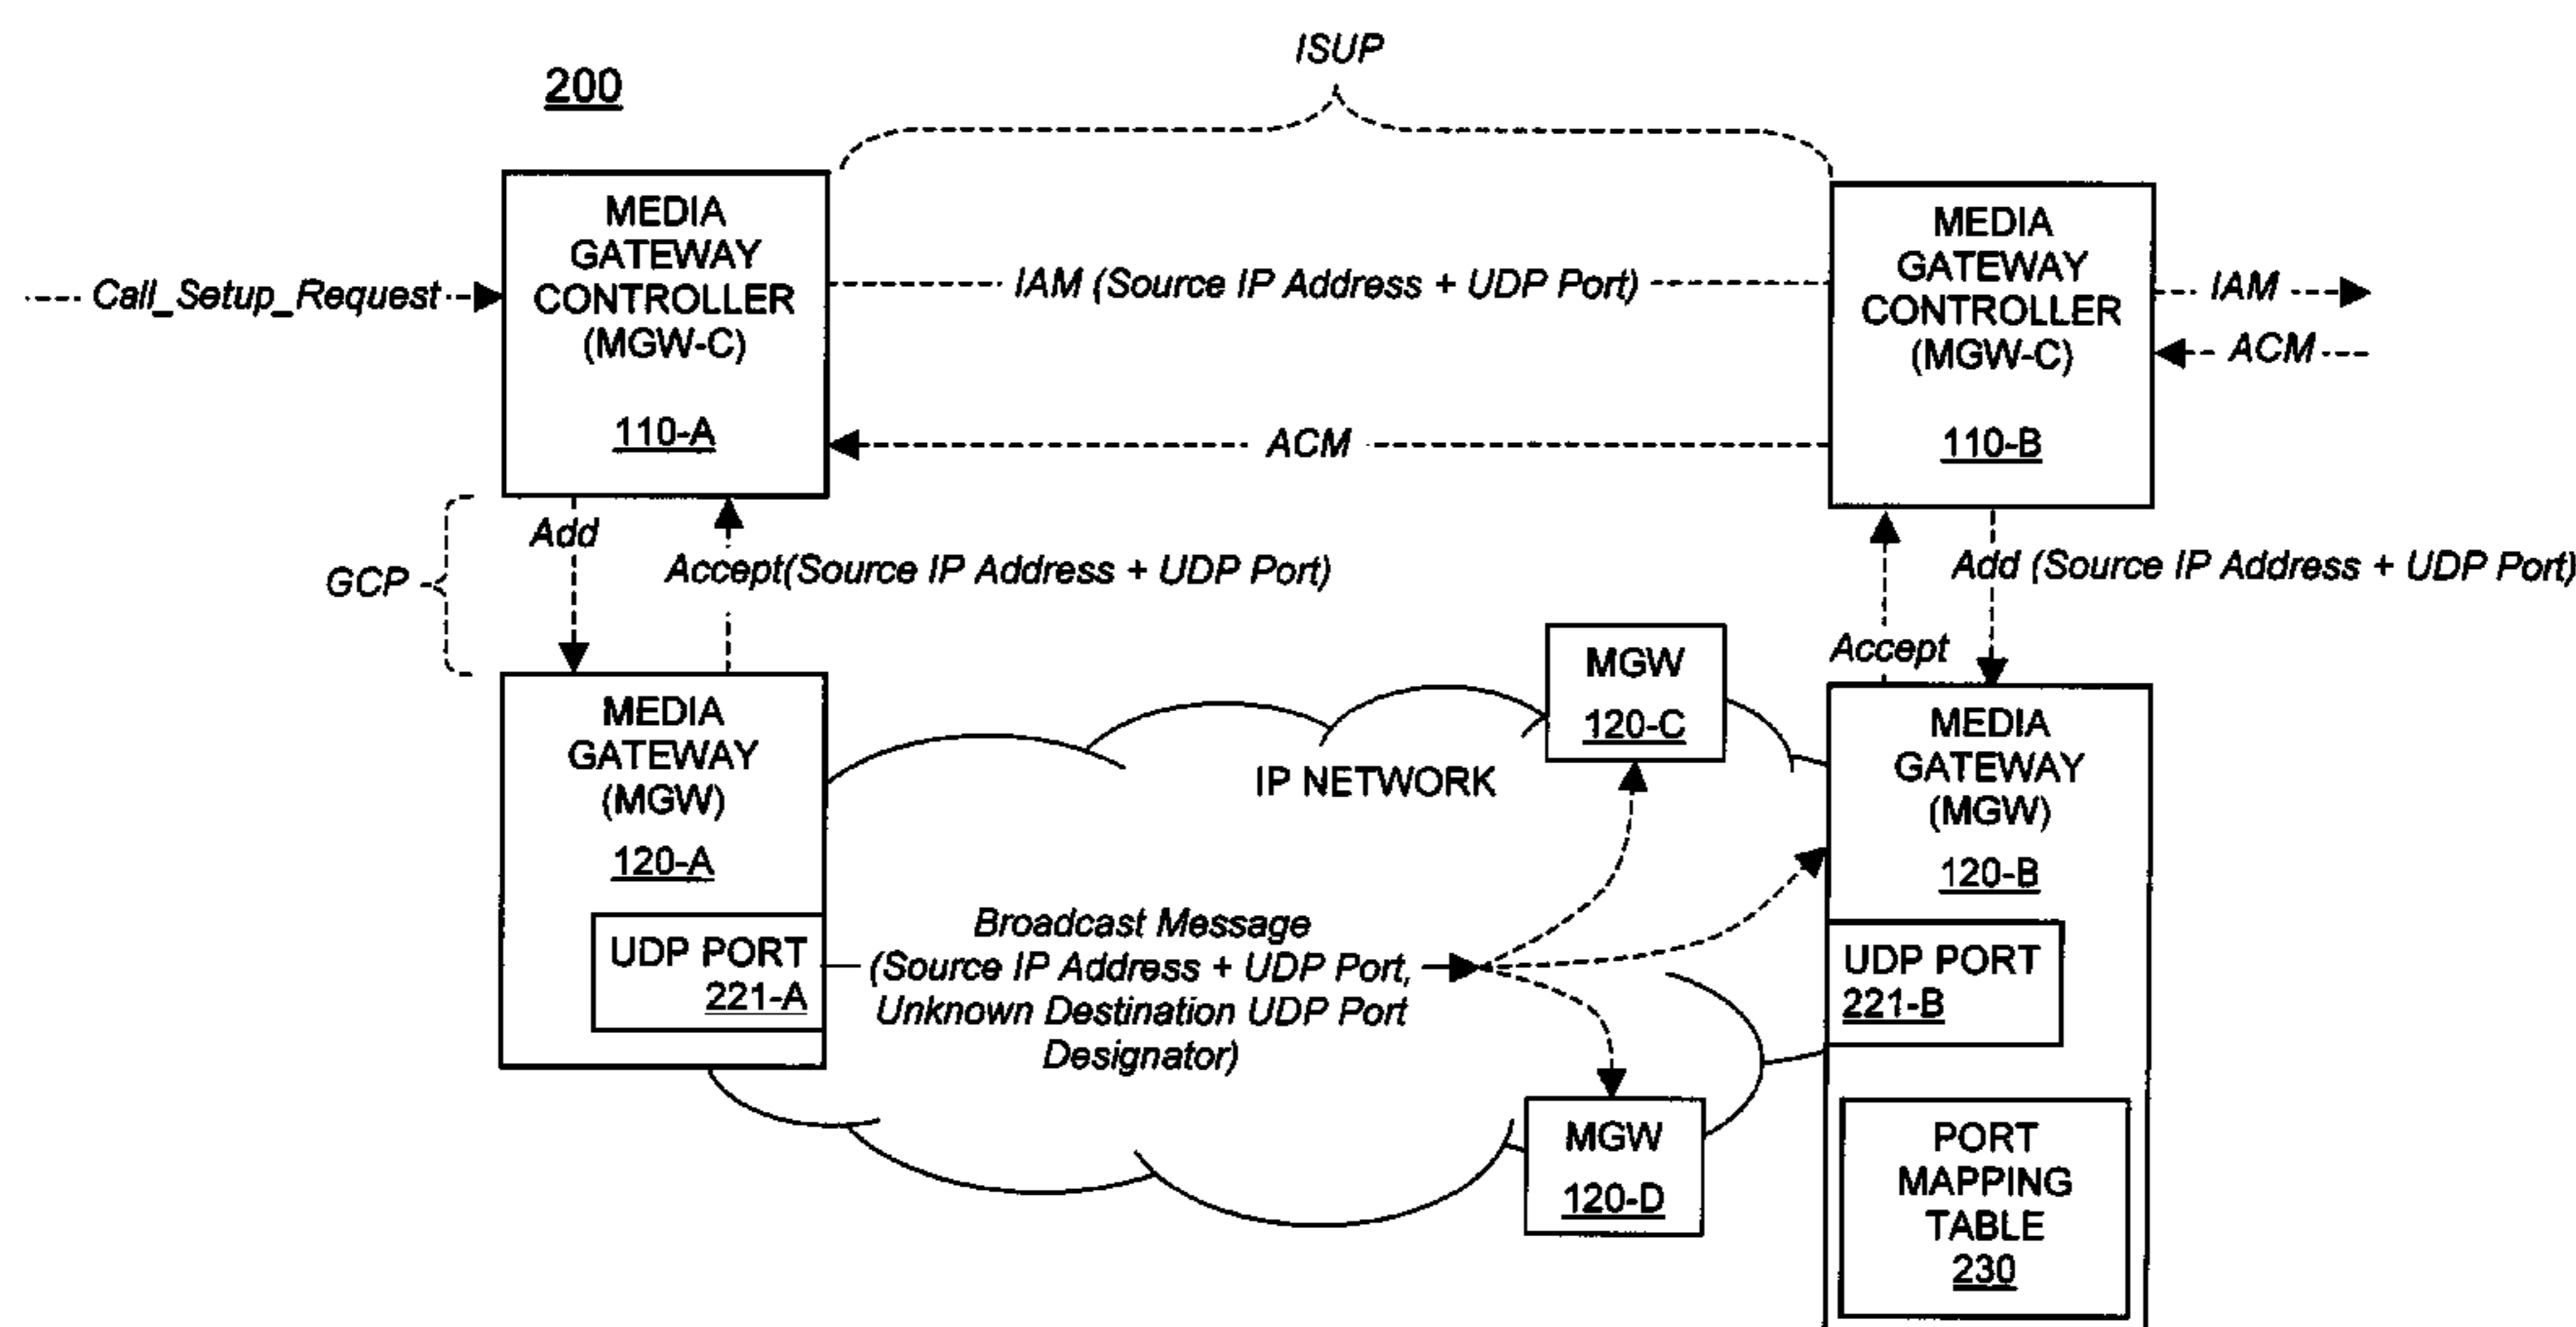 200
ISUP
MEDIA
GATEWAY
CONTROLLER
(MGW-C)
110-A
MEDIA
GATEWAY
CONTROLLER
(MGW-C)
110-B
Call_Setup_Request
IAM (Source IP Address + UDP Port)
IAM
ACM
ACM
GCP
Add
Accept(Source IP Address + UDP Port)
Add (Source IP Address + UDP Port)
Accept
MEDIA
GATEWAY
(MGW)
120-A
UDP PORT
221-A
IP NETWORK
MGW
120-C
Broadcast Message
(Source IP Address + UDP Port,
Unknown Destination UDP Port
Designator)
MGW
120-D
MEDIA
GATEWAY
(MGW)
120-B
UDP PORT
221-B
PORT
MAPPING
TABLE
230